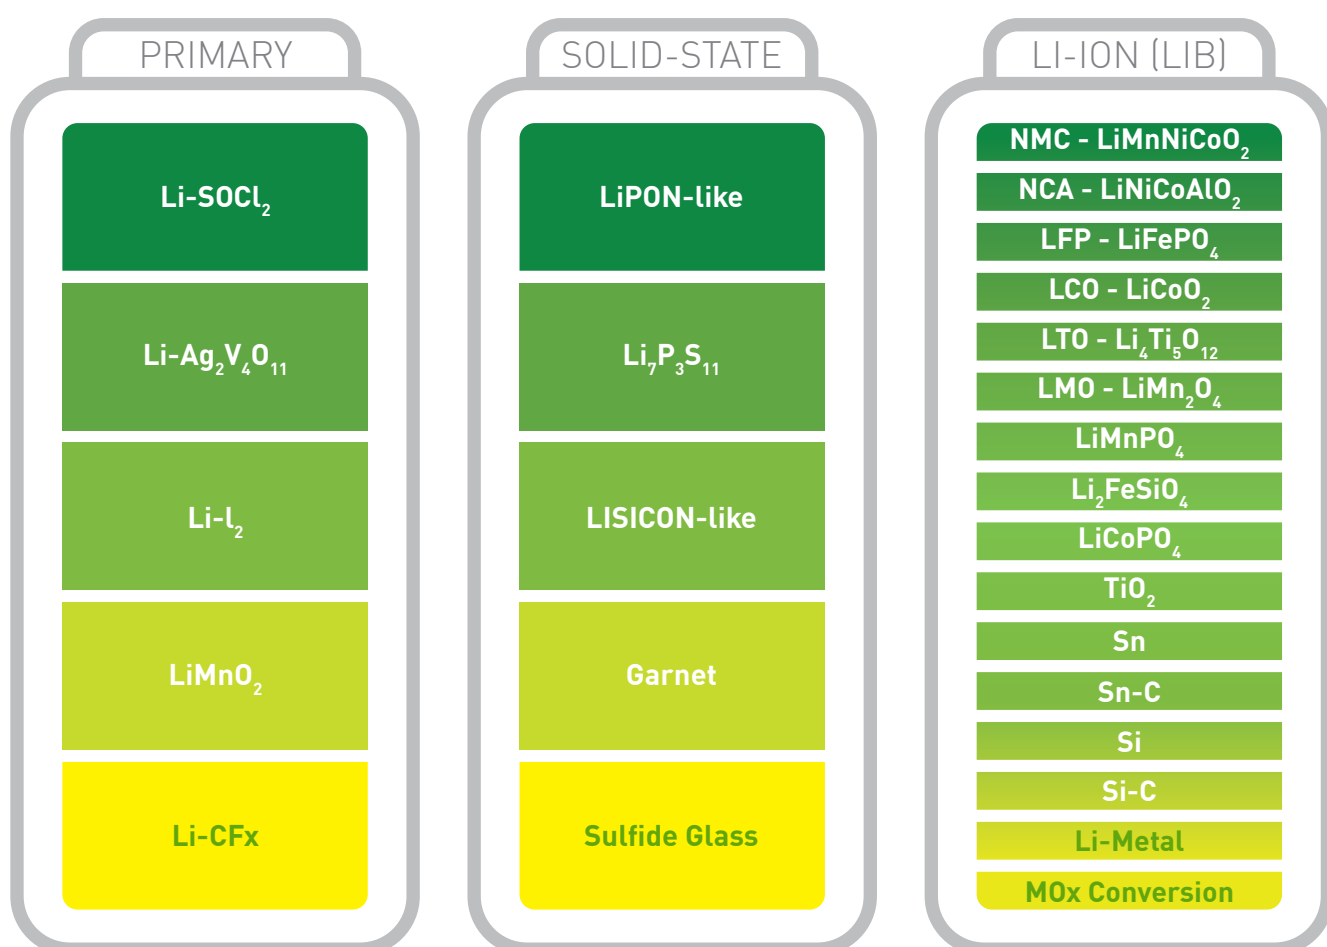 PRIMARY
Li-SOCl₂
Li-Ag₂V₄O₁₁
Li-l₂
LiMnO₂
Li-CFx
SOLID-STATE
LiPON-like
Li₇P₃S₁₁
LISICON-like
Garnet
Sulfide Glass
LI-ION (LIB)
NMC - LiMnNiCoO₂
NCA - LiNiCoAlO₂
LFP - LiFePO₄
LCO - LiCoO₂
LTO - Li₄Ti₅O₁₂
LMO - LiMn₂O₄
LiMnPO₄
Li₂FeSiO₄
LiCoPO₄
TiO₂
Sn
Sn-C
Si
Si-C
Li-Metal
MOx Conversion